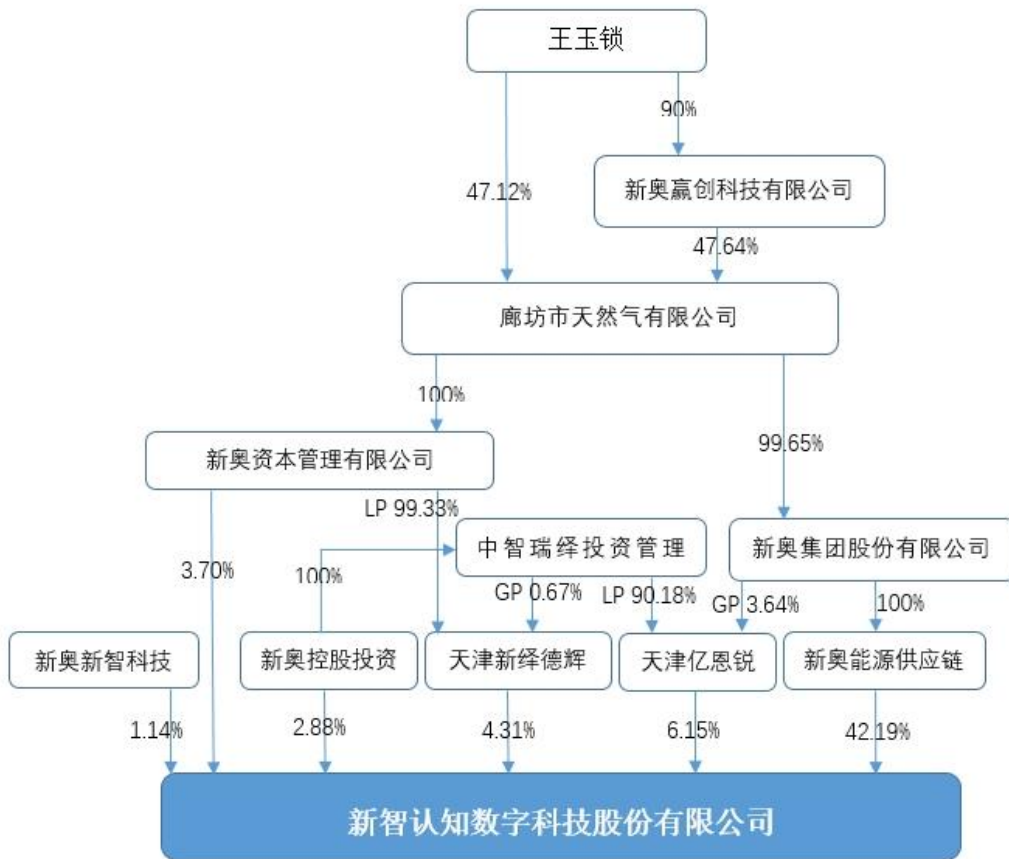 王玉锁
90%
47.12%
新奥赢创科技有限公司
47.64%
廊坊市天然气有限公司
100%
99.65%
新奥资本管理有限公司
LP 99.33%
中智瑞绎投资管理
新奥集团股份有限公司
3.70%
100%
GP 0.67%
LP 90.18%
GP 3.64%
100%
新奥新智科技
新奥控股投资
天津新绎德辉
天津亿恩锐
新奥能源供应链
1.14%
2.88%
4.31%
6.15%
42.19%
新智认知数字科技股份有限公司